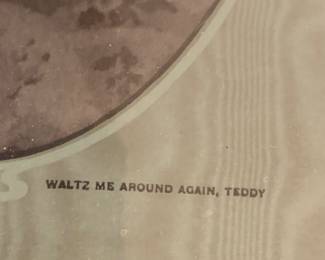 WALTZ ME AROUND AGAIN, TEDDY